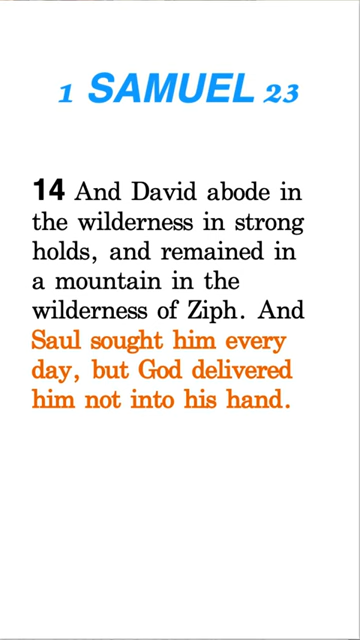 1 SAMUEL 23
14 And David abode in
the wilderness in strong
holds, and remained in
a mountain in the
wilderness of Ziph. And
Saul sought him every
day, but God delivered
him not into his hand.